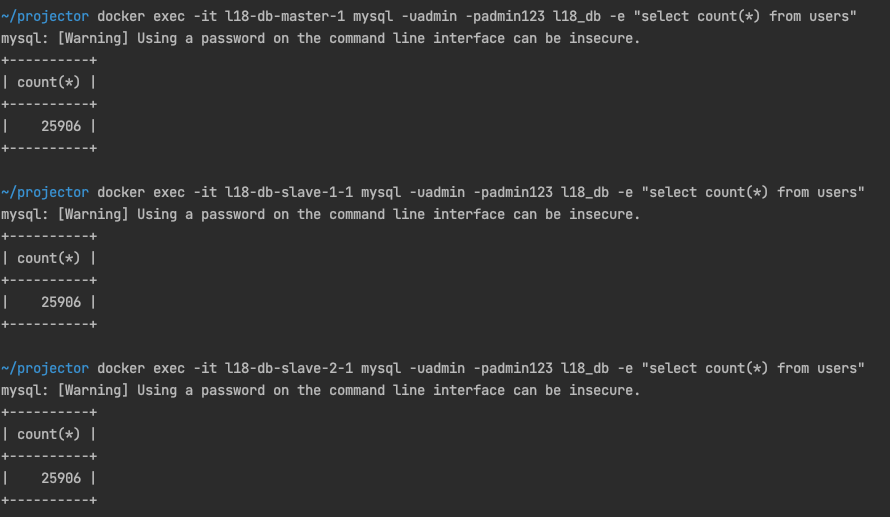 ~/projector docker exec -it l18-db-master-1 mysql -uadmin -padmin123 l18_db -e "select count(*) from users"
mysql: [Warning] Using a password on the command line interface can be insecure.
+----------+
| count(*) |
+----------+
|    25906 |
+----------+
~/projector docker exec -it l18-db-slave-1-1 mysql -uadmin -padmin123 l18_db -e "select count(*) from users"
mysql: [Warning] Using a password on the command line interface can be insecure.
+----------+
| count(*) |
+----------+
|    25906 |
+----------+
~/projector docker exec -it l18-db-slave-2-1 mysql -uadmin -padmin123 l18_db -e "select count(*) from users"
mysql: [Warning] Using a password on the command line interface can be insecure.
+----------+
| count(*) |
+----------+
|    25906 |
+----------+